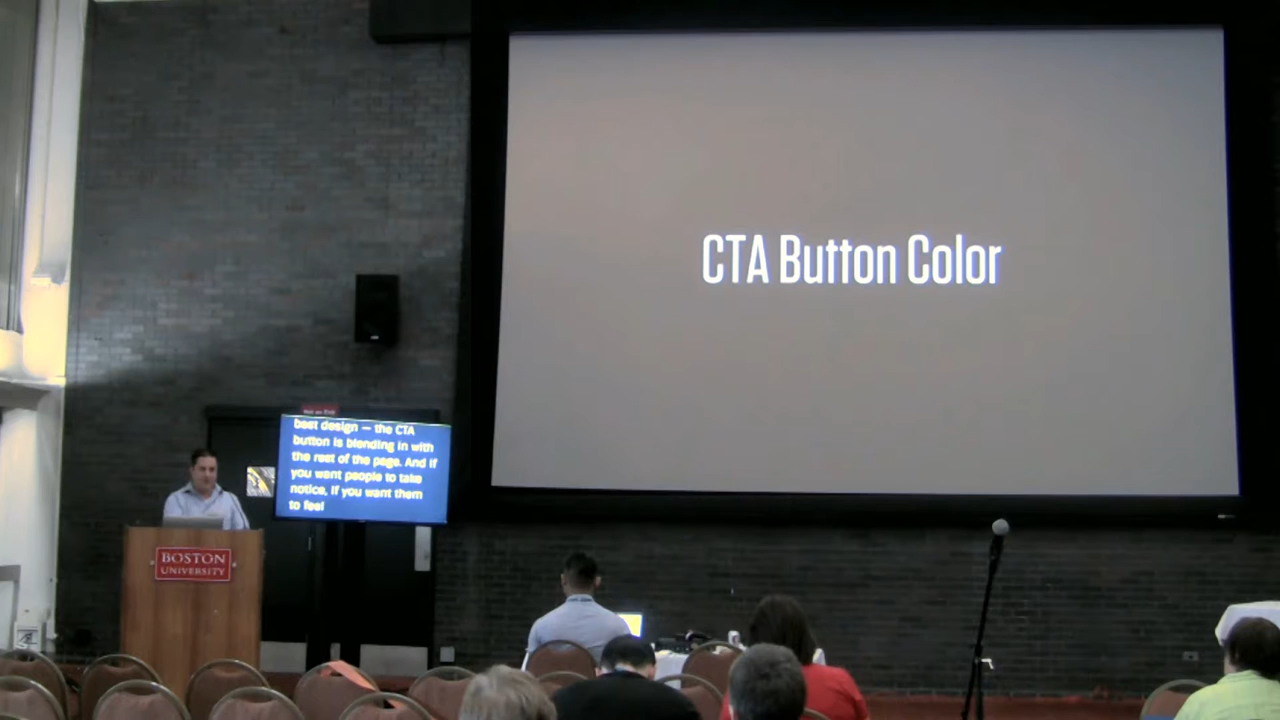 CTA Button Color
best design — the CTA
button is blending in with
the rest of the page. And if
you want people to take
notice, if you want them
to feel
BOSTON
UNIVERSITY